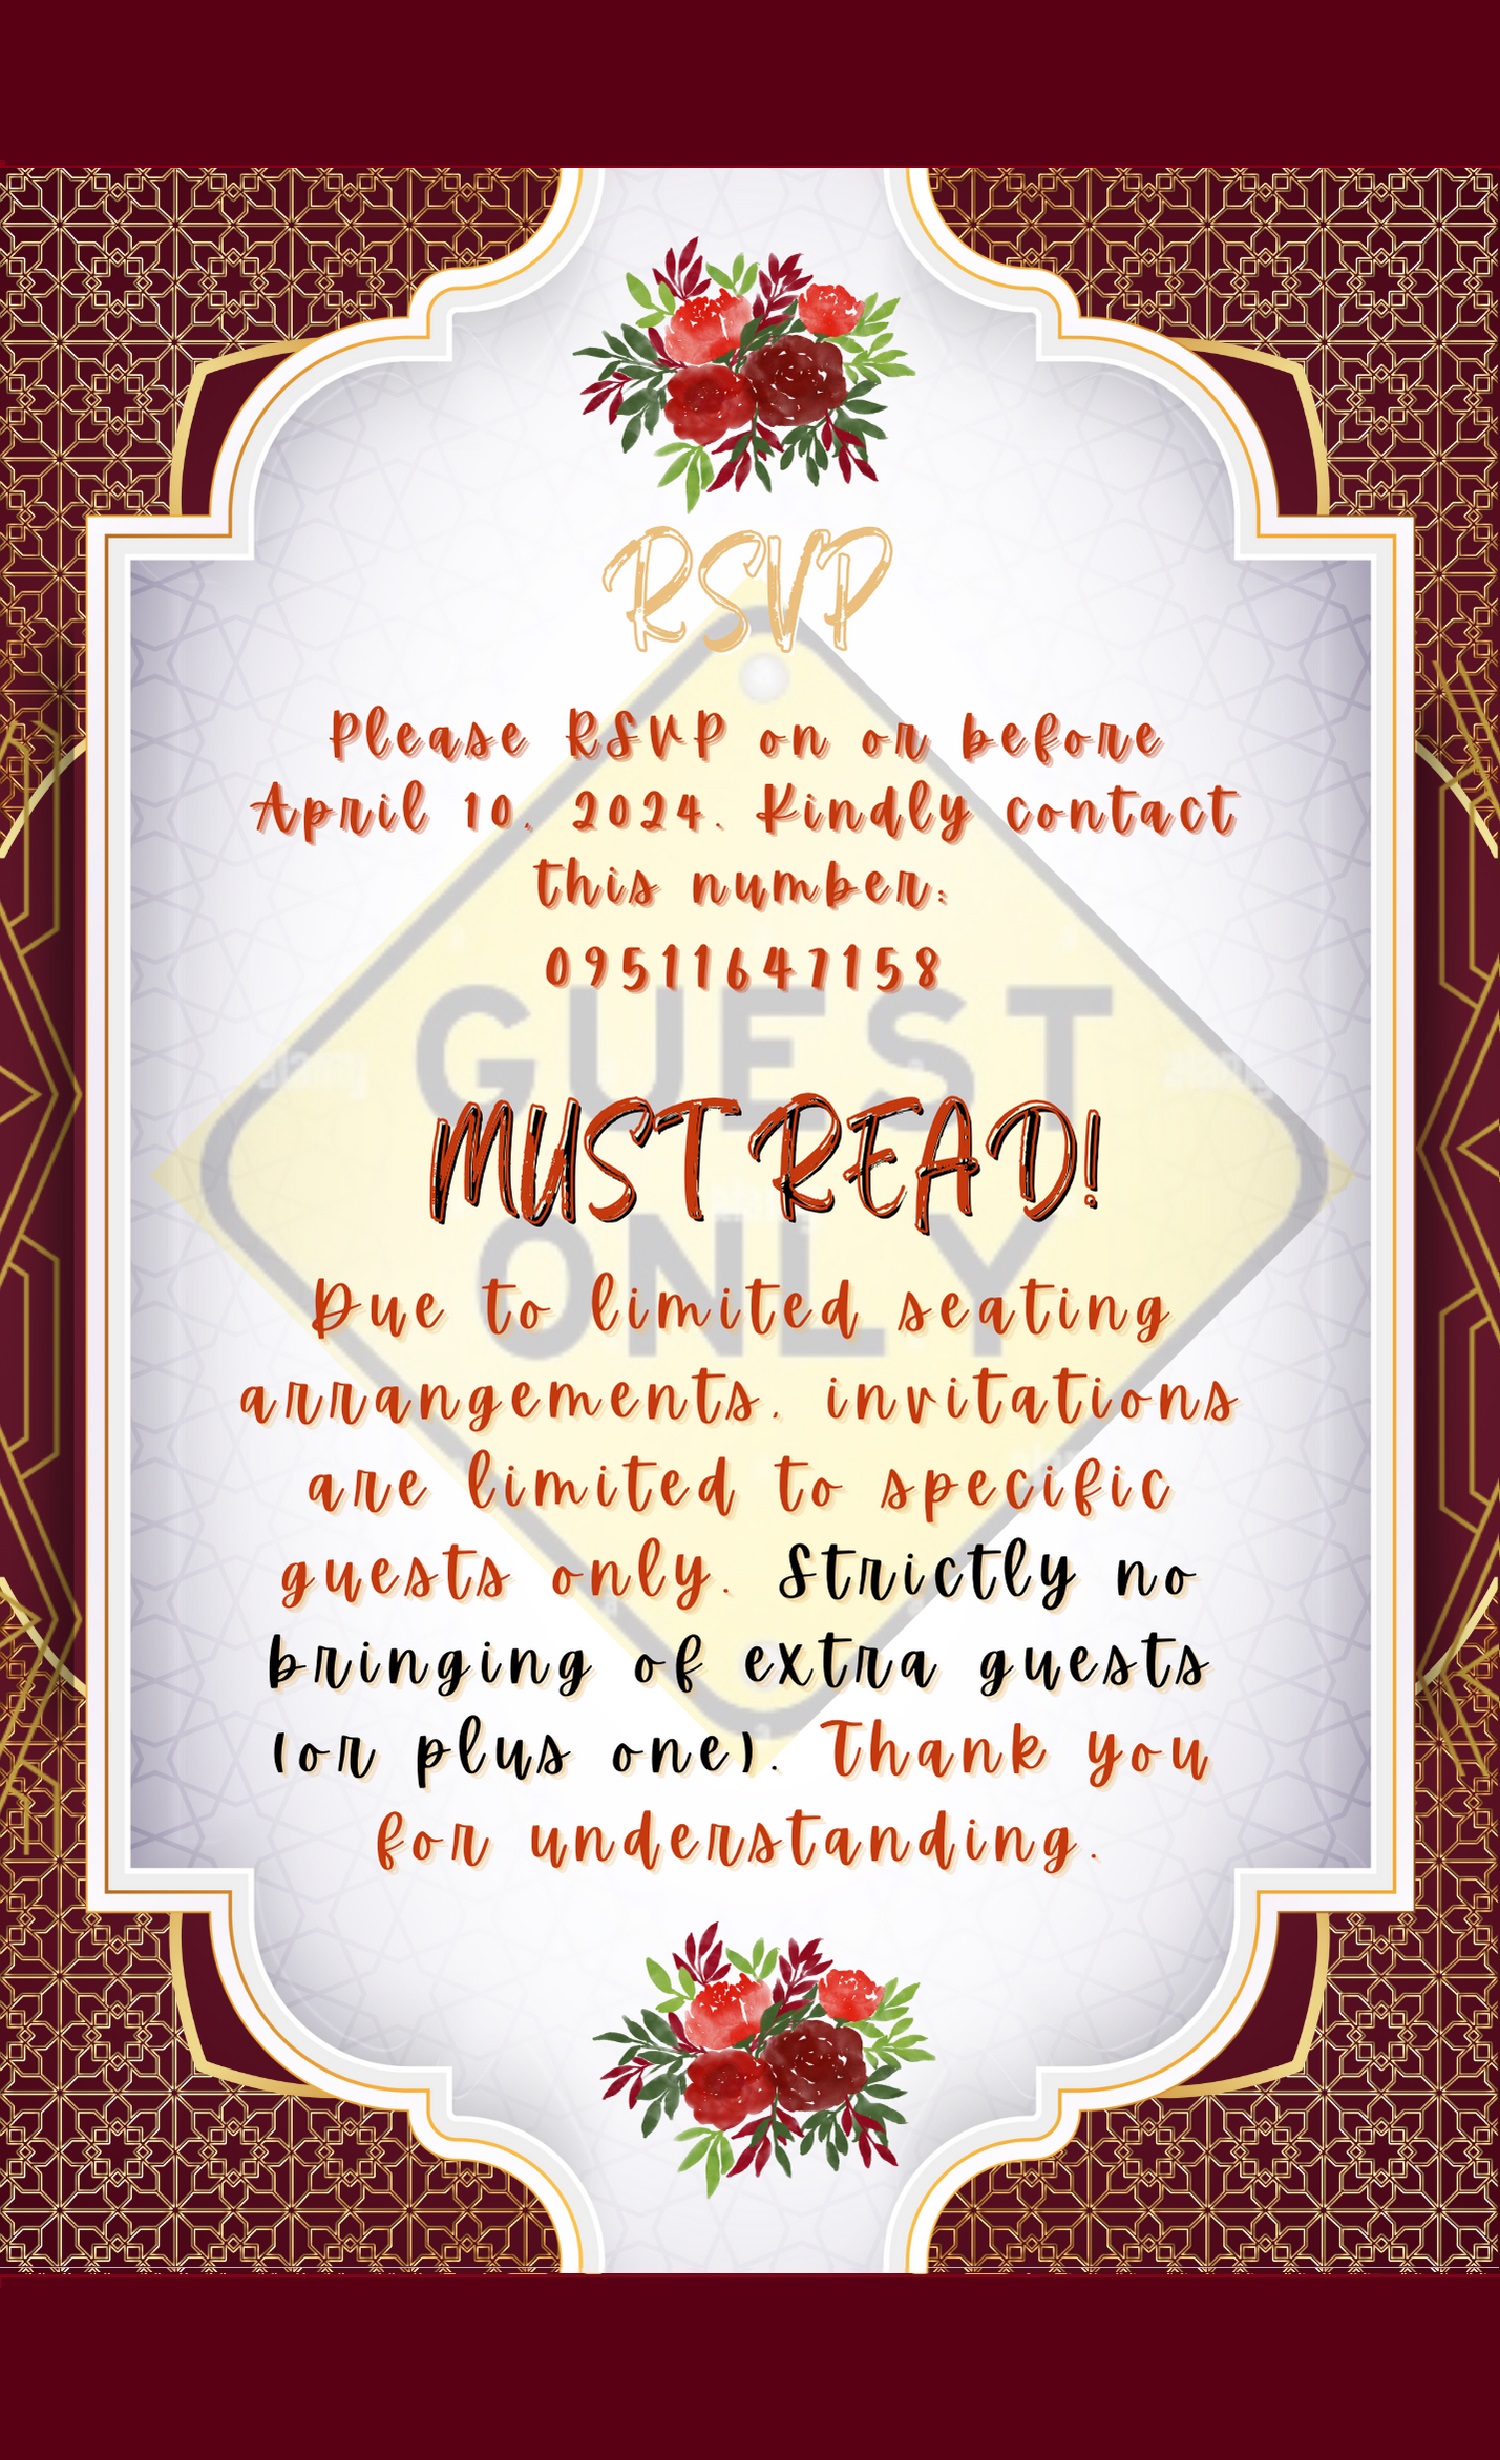 RSVP
Please RSVP on or before
April 10, 2024. Kindly contact
this number:
09511647158
GUEST
MUST READ!
ONLY
Due to limited seating
arrangements, invitations
are limited to specific
guests only. Strictly no
bringing of extra guests
(or plus one). Thank you
for understanding.